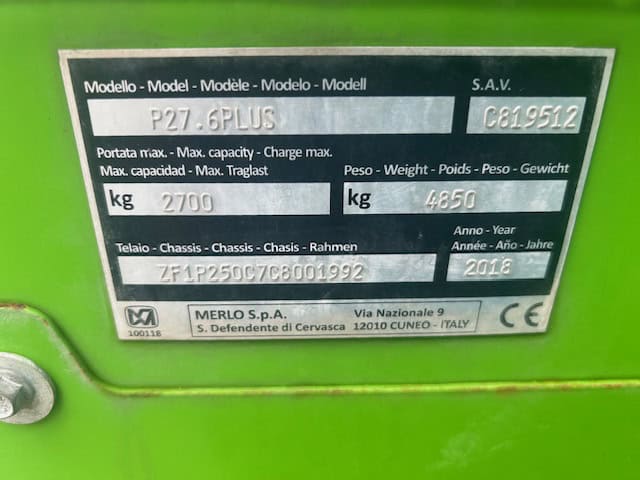 Modello - Model - Modèle - Modelo - Modell S.A.V.
P27.6PLUS C819512
Portata max. - Max. capacity - Charge max.
Max. capacidad - Max. Traglast Peso - Weight - Poids - Peso - Gewicht
kg 2700 kg 4850
Telaio - Chassis - Chassis - Chasis - Rahmen Anno - Year
Année - Año - Jahre
ZF1P250C7C8001992 2018
MERLO S.p.A. Via Nazionale 9
S. Defendente di Cervasca 12010 CUNEO - ITALY CE
100118